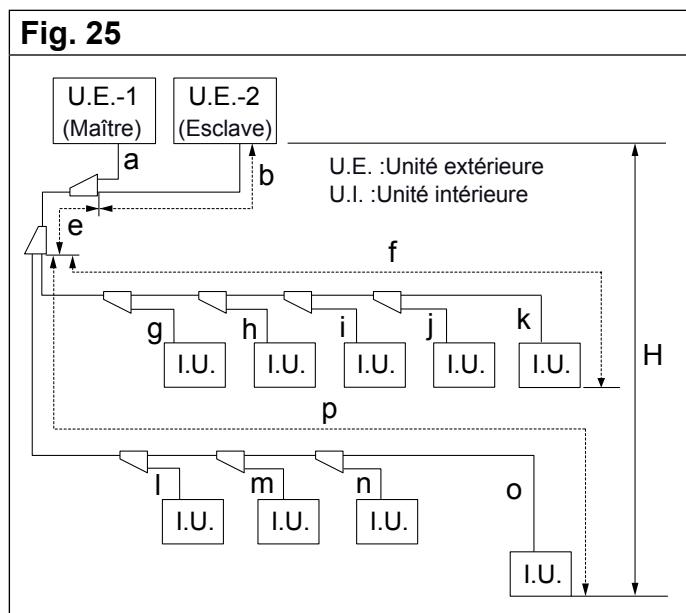 Fig. 25
U.E.-1
(Maître)
U.E.-2
(Esclave)
a
b
U.E. :Unité extérieure
U.I. :Unité intérieure
e
f
g
h
i
j
k
I.U.
I.U.
I.U.
I.U.
I.U.
H
p
l
m
n
o
I.U.
I.U.
I.U.
I.U.